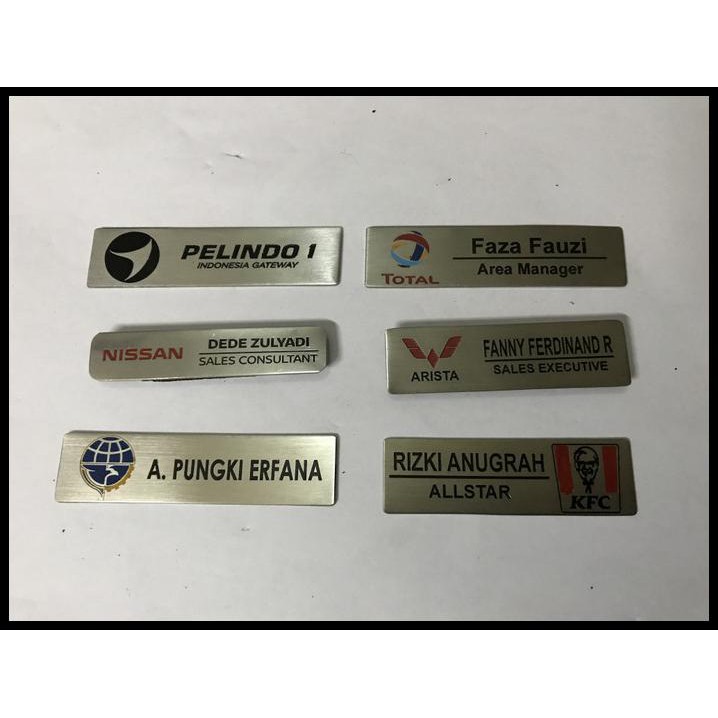 PELINDO 1
INDONESIA GATEWAY
TOTAL
Faza Fauzi
Area Manager
NISSAN
DEDE ZULYADI
SALES CONSULTANT
ARISTA
FANNY FERDINAND R
SALES EXECUTIVE
A. PUNGKI ERFANA
RIZKI ANUGRAH
ALLSTAR
KFC